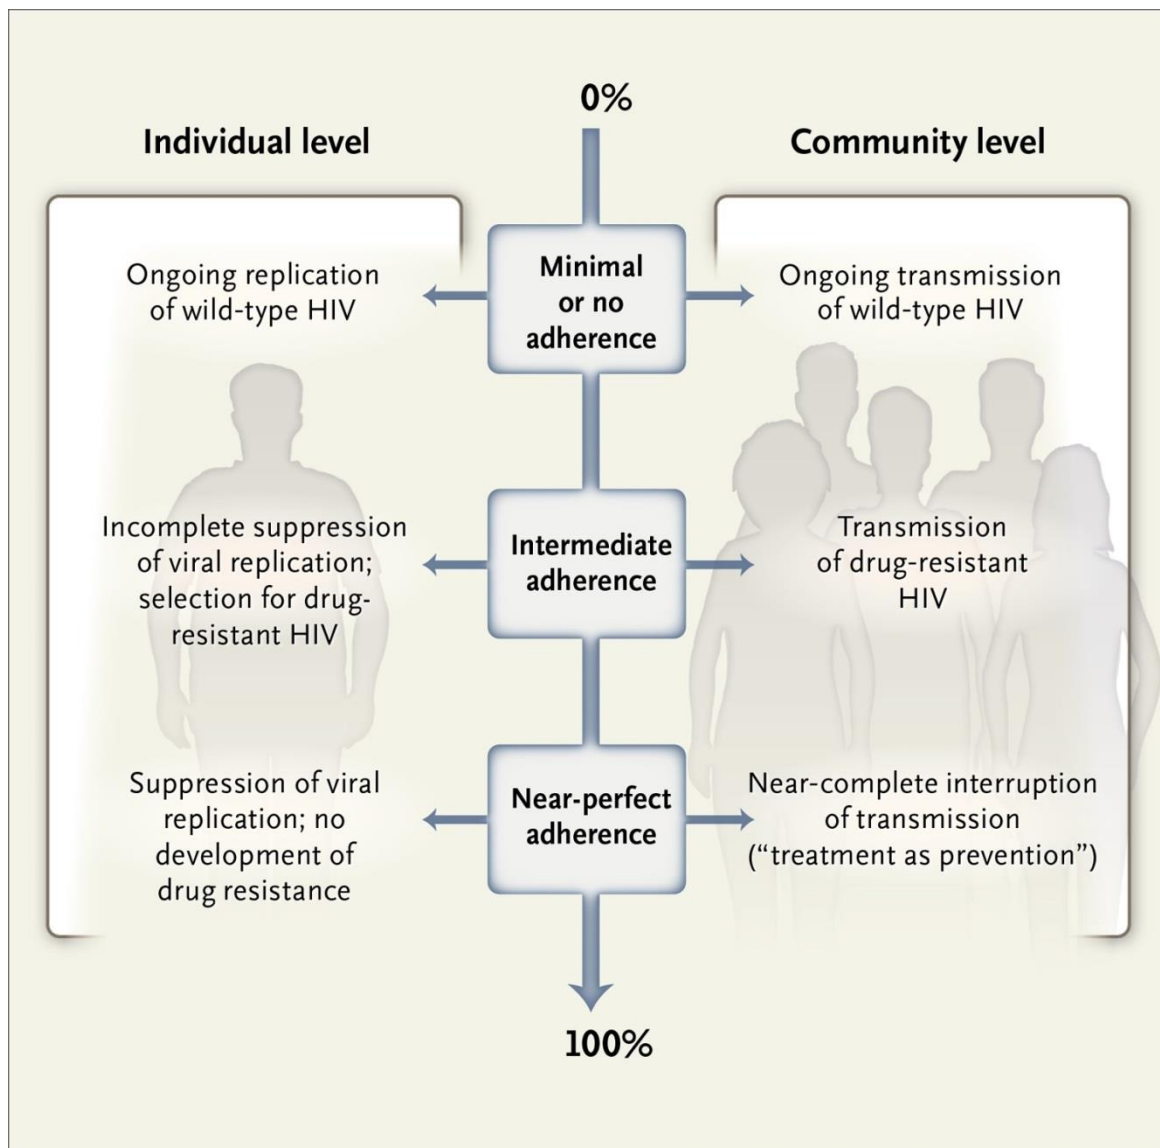 0%
Individual level
Community level
Ongoing replication
of wild-type HIV
Minimal
or no
adherence
Ongoing transmission
of wild-type HIV
Incomplete suppression
of viral replication;
selection for drug-
resistant HIV
Intermediate
adherence
Transmission
of drug-resistant
HIV
Suppression of viral
replication; no
development of
drug resistance
Near-perfect
adherence
Near-complete interruption
of transmission
(“treatment as prevention”)
100%